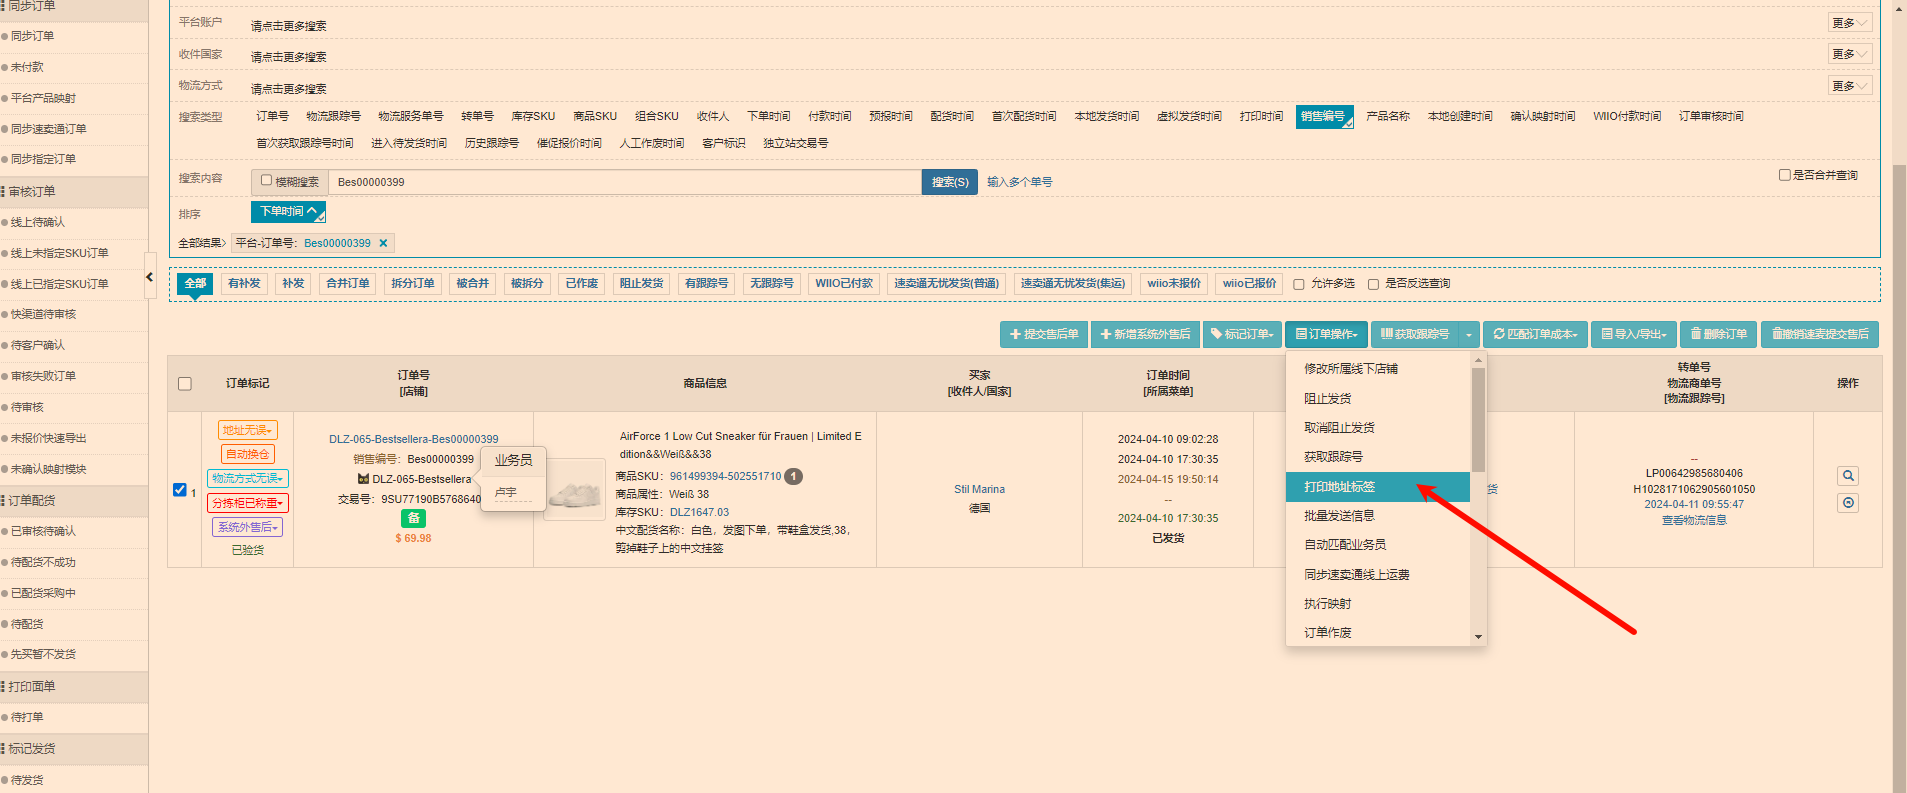 同步订单
同步订单
未付款
平台产品映射
同步速卖通订单
同步指定订单
审核订单
线上待确认
线上未指定SKU订单
线上已指定SKU订单
快渠道待审核
待客户确认
审核失败订单
待审核
未报价快速导出
未确认映射模块
订单配货
已审核待确认
待配货不成功
已配货采购中
待配货
先买暂不发货
打印面单
待打单
标记发货
待发货
平台账户 请点击更多搜索 更多
收件国家 请点击更多搜索 更多
物流方式 请点击更多搜索 更多
搜索类型 订单号 物流跟踪号 物流服务单号 转单号 库存SKU 商品SKU 组合SKU 收件人 下单时间 付款时间 预报时间 配货时间 首次配货时间 本地发货时间 虚拟发货时间 打印时间 销售编号 产品名称 本地创建时间 确认映射时间 WIIO付款时间 订单审核时间
首次获取跟踪号时间 进入待发货时间 历史跟踪号 催促报价时间 人工作废时间 客户标识 独立站交易号
搜索内容 模糊搜索 Bes00000399 搜索(S) 输入多个单号 是否合并查询
排序 下单时间
全部结果> 平台-订单号: Bes00000399 ×
全部 有补发 补发 合并订单 拆分订单 被合并 被拆分 已作废 阻止发货 有跟踪号 无跟踪号 WIIO已付款 速卖通无忧发货(普通) 速卖通无忧发货(集运) wiio未报价 wiio已报价 允许多选 是否反选查询
提交售后单 新增系统外售后 标记订单 订单操作 获取跟踪号 匹配订单成本 导入/导出 删除订单 撤销速麦提交售后
订单标记
订单号
[店铺]
商品信息
买家
[收件人/国家]
订单时间
[所属菜单]
转单号
物流商单号
[物流跟踪号]
操作
1
地址无误
自动换仓
物流方式无误
分拣柜已称重
系统外售后
已验货
DLZ-065-Bestsellera-Bes00000399
销售编号: Bes00000399
DLZ-065-Bestsellera
交易号: 9SU77190B5768640
备
$ 69.98
业务员
卢宇
AirForce 1 Low Cut Sneaker für Frauen | Limited E
dition&&Weiß&&38
商品SKU: 961499394-502551710 1
商品属性: Weiß 38
库存SKU: DLZ1647.03
中文配货名称: 白色，发图下单，带鞋盒发货,38，
剪掉鞋子上的中文挂签
Stil Marina
德国
2024-04-10 09:02:28
2024-04-10 17:30:35
2024-04-15 19:50:14
--
2024-04-10 17:30:35
已发货
修改所属线下店铺
阻止发货
取消阻止发货
获取跟踪号
打印地址标签
批量发送信息
自动匹配业务员
同步速卖通线上运费
执行映射
订单作废
货
--
LP00642985680406
H1028171062905601050
2024-04-11 09:55:47
查看物流信息